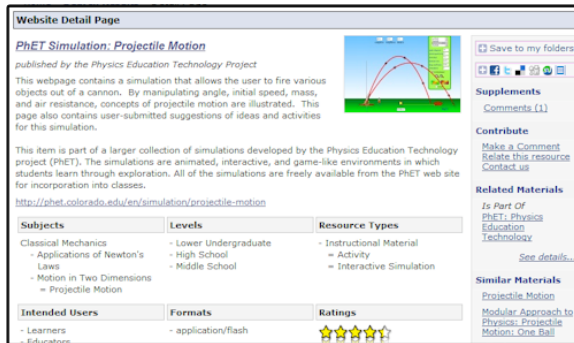 Website Detail Page
PhET Simulation: Projectile Motion
published by the Physics Education Technology Project
This webpage contains a simulation that allows the user to fire various
objects out of a cannon. By manipulating angle, initial speed, mass,
and air resistance, concepts of projectile motion are illustrated. This
page also contains user-submitted suggestions of ideas and activities
for this simulation.
This item is part of a larger collection of simulations developed by the Physics Education Technology
project (PhET). The simulations are animated, interactive, and game-like environments in which
students learn through exploration. All of the simulations are freely available from the PhET web site
for incorporation into classes.
http://phet.colorado.edu/en/simulation/projectile-motion
Subjects
Classical Mechanics
- Applications of Newton's
Laws
- Motion in Two Dimensions
= Projectile Motion
Levels
- Lower Undergraduate
- High School
- Middle School
Resource Types
- Instructional Material
= Activity
= Interactive Simulation
Intended Users
- Learners
- Educators
Formats
- application/flash
Ratings
Save to my folders
Supplements
Comments (1)
Contribute
Make a Comment
Relate this resource
Contact us
Related Materials
Is Part Of
PhET: Physics
Education
Technology
See details...
Similar Materials
Projectile Motion
Modular Approach to
Physics: Projectile
Motion: One Ball